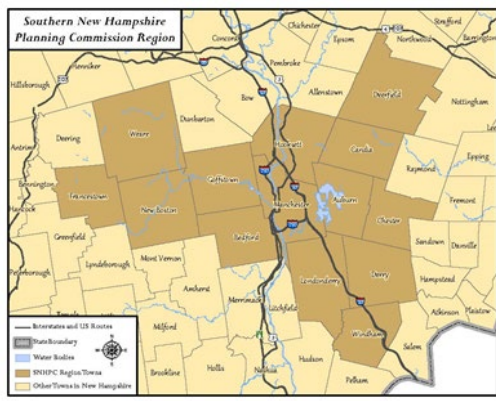 Southern New Hampshire
Planning Commission Region
Strafford
Chichester
Northwood
Barrington
Concord
Epsom
Henniker
Pembroke
Hillsborough
Deerfield
Nottingham
Bow
Allenstown
Dunbarton
Weare
Deering
Hooksett
Candia
Lee
Antrim
Epping
Raymond
Bennington
Goffstown
Francestown
Manchester
Auburn
Fremont
Hancock
New Boston
Chester
Greenfield
Bedford
Sandown
Danville
Lyndeborough
Mont Vernon
Derry
Peterborough
Londonderry
Hampstead
Amherst
Merrimack
Litchfield
Atkinson
Plaistow
Milford
Windham
Salem
Hudson
Brookline
Hollis
Nashua
Pelham
Interstates and US Routes
State Boundary
Water Bodies
SNHPC Region Towns
Other Towns in New Hampshire